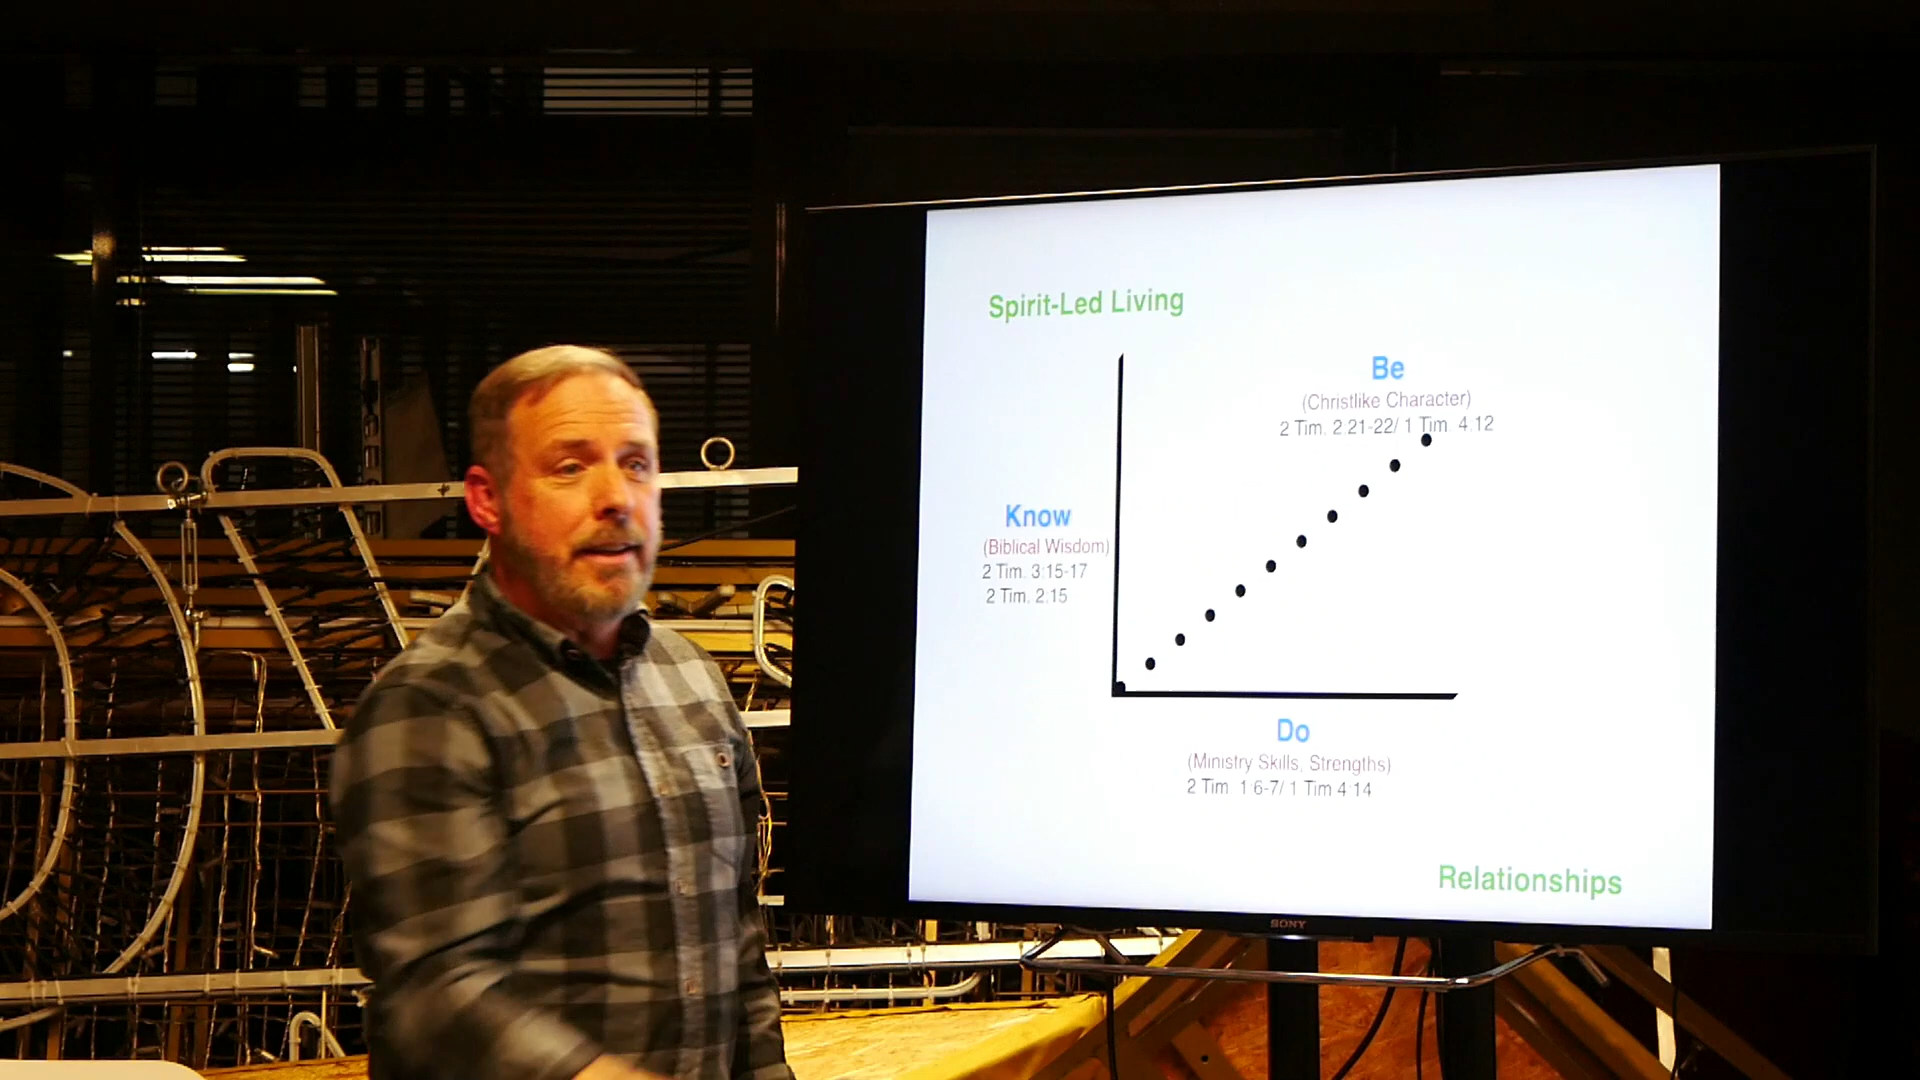 Spirit-Led Living
Be
(Christlike Character)
2 Tim. 2.21-22/ 1 Tim. 4.12
Know
(Biblical Wisdom)
2 Tim. 3:15-17
2 Tim. 2.15
Do
(Ministry Skills, Strengths)
2 Tim 1 6-7/ 1 Tim 4 14
Relationships
SONY